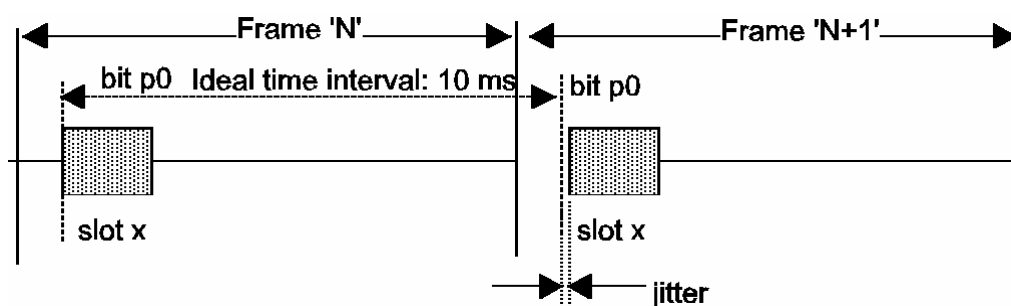 Frame 'N' Frame 'N+1'
bit p0 Ideal time interval: 10 ms bit p0
slot x slot x
jitter